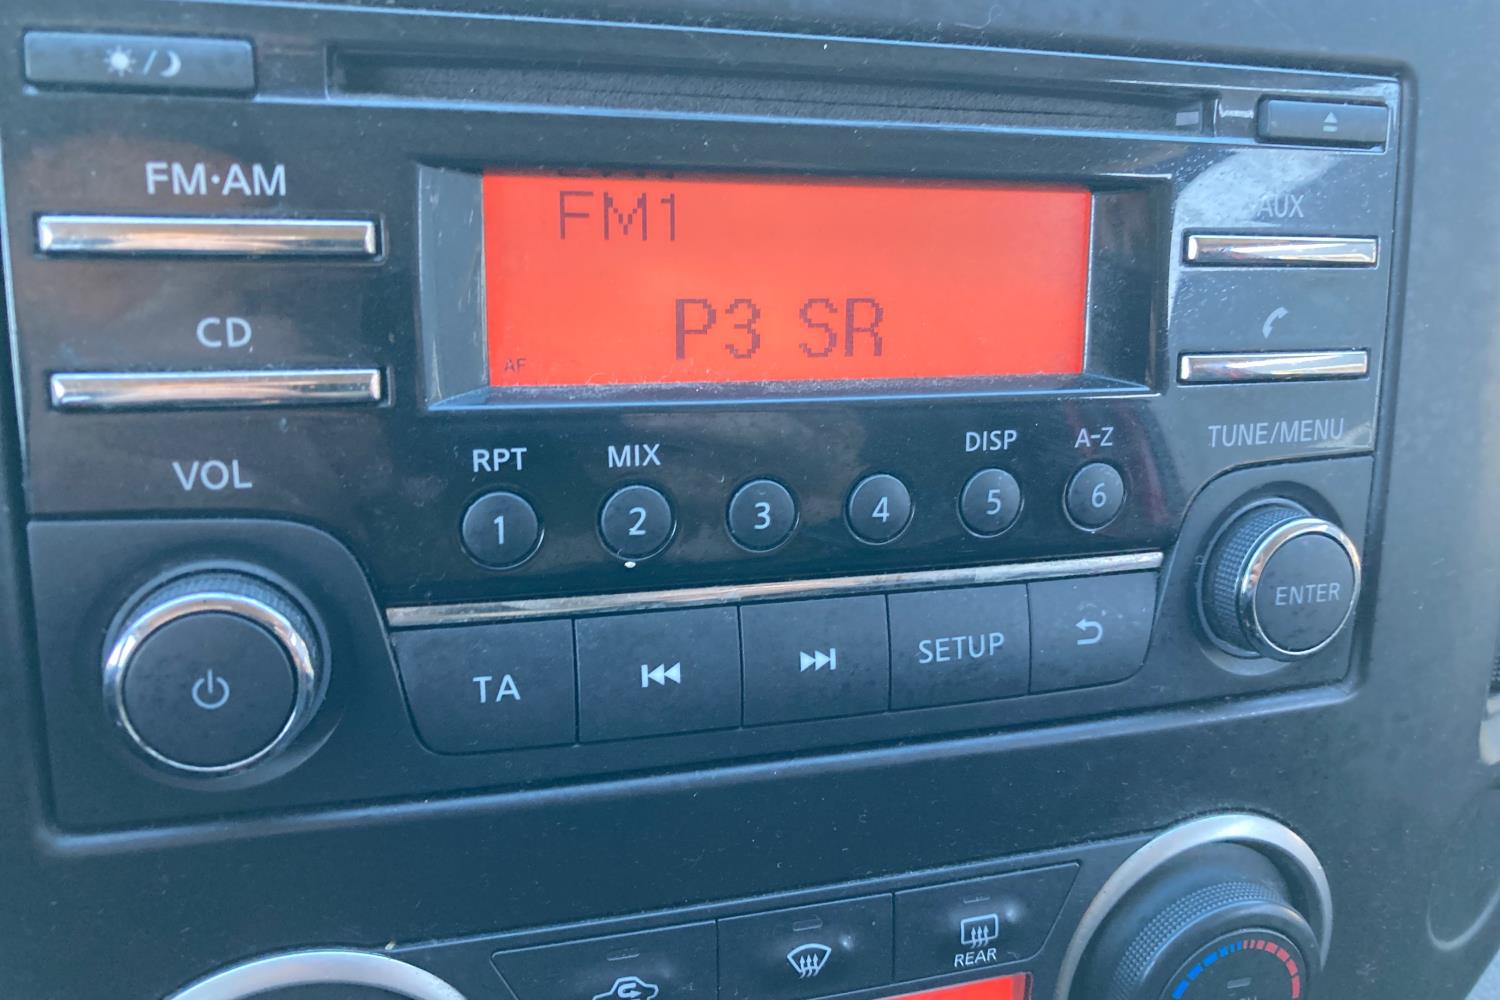 FM·AM
FM1
AUX
CD
P3 SR
AF
VOL
RPT
MIX
DISP
A-Z
TUNE/MENU
1
2
3
4
5
6
ENTER
TA
SETUP
REAR